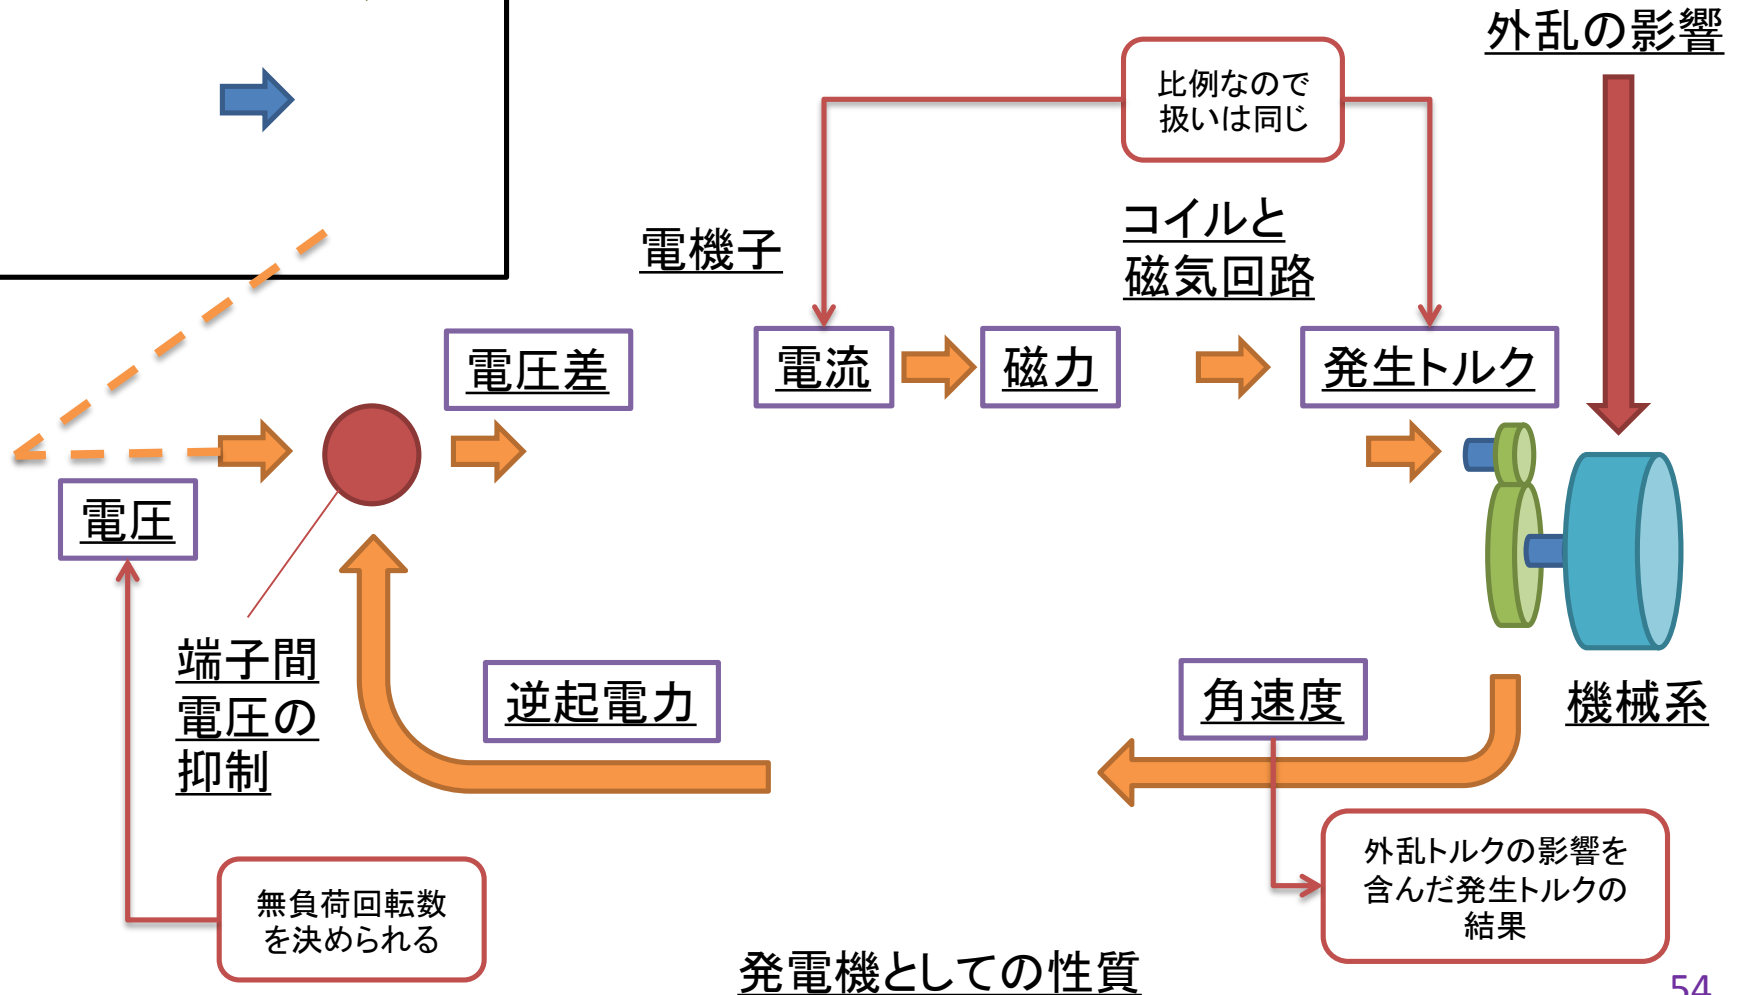 外乱の影響
比例なので
扱いは同じ
電機子
コイルと
磁気回路
電圧差
電流
磁力
発生トルク
電圧
端子間
電圧の
抑制
逆起電力
角速度
機械系
外乱トルクの影響を
含んだ発生トルクの
結果
無負荷回転数
を決められる
発電機としての性質
54